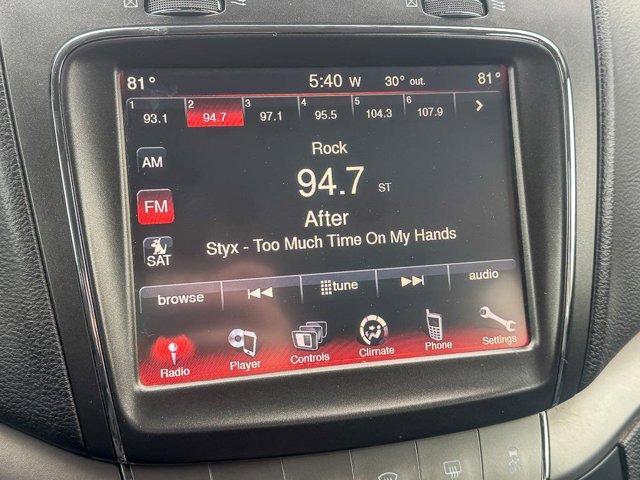 81° 5:40 W 30° out. 81°
1 2 3 4 5 6
93.1 94.7 97.1 95.5 104.3 107.9 >
Rock
AM
94.7 ST
FM
After
Styx - Too Much Time On My Hands
SAT
browse tune audio
Radio Player Controls Climate Phone Settings